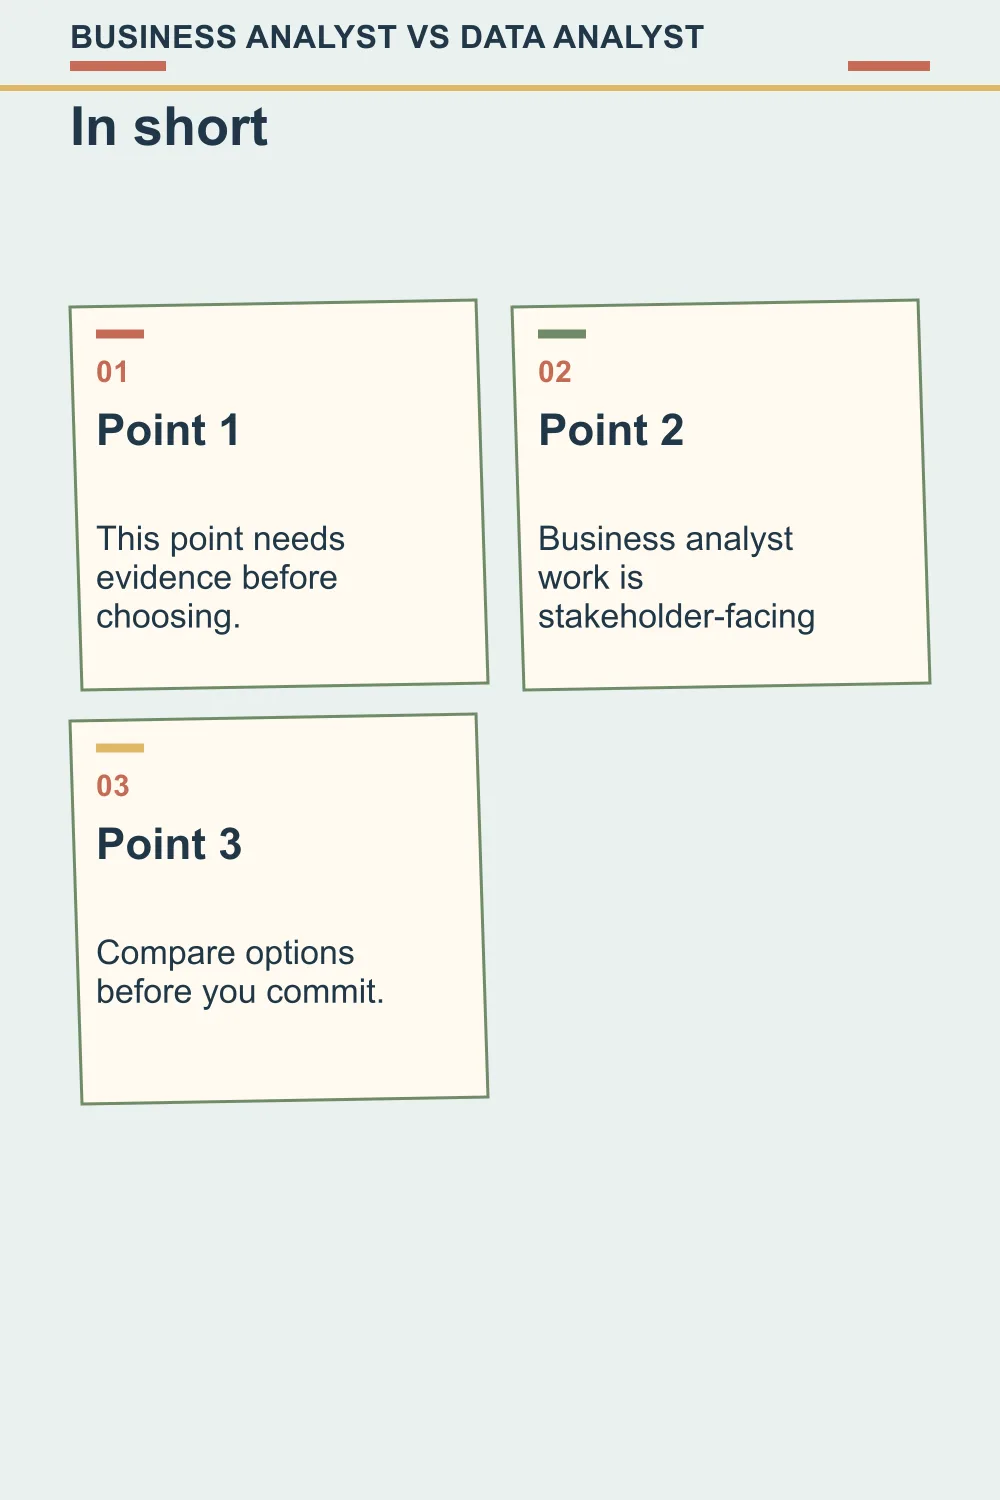 BUSINESS ANALYST VS DATA ANALYST
In short
01
Point 1
This point needs
evidence before
choosing.
02
Point 2
Business analyst
work is
stakeholder-facing
03
Point 3
Compare options
before you commit.